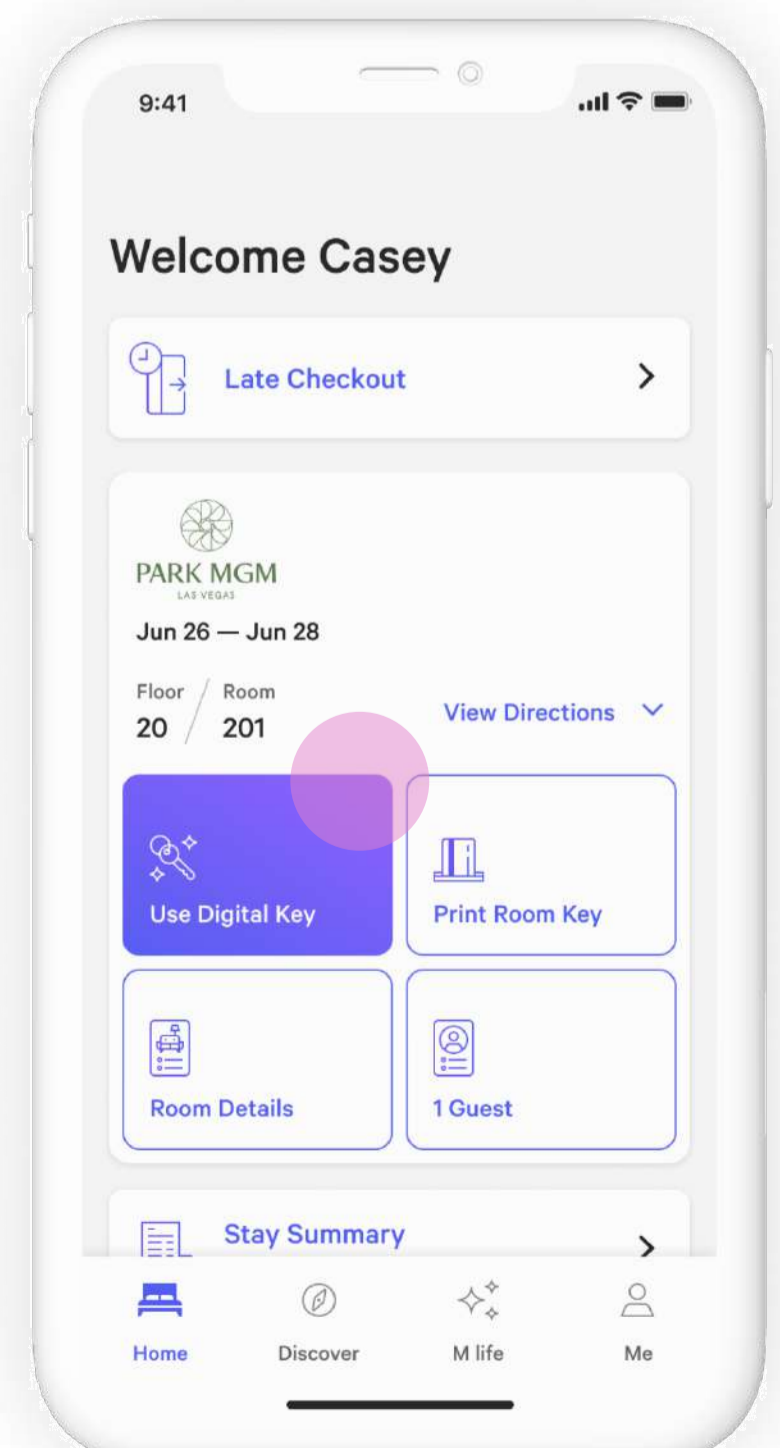 9:41
Welcome Casey
Late Checkout
PARK MGM
LAS VEGAS
Jun 26 — Jun 28
Floor / Room
20 / 201
View Directions
Use Digital Key
Print Room Key
Room Details
1 Guest
Stay Summary
Home
Discover
M life
Me